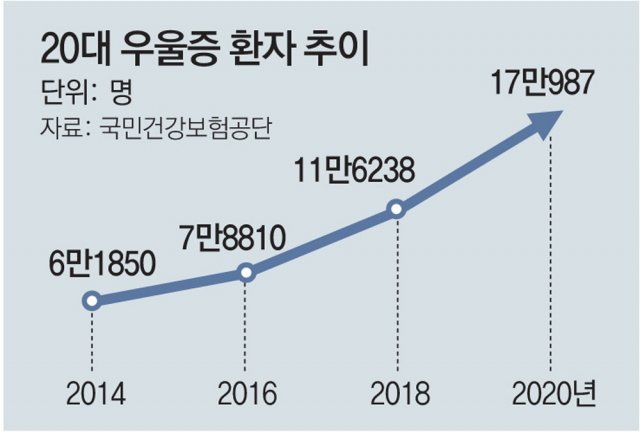 20대 우울증 환자 추이
단위: 명
자료: 국민건강보험공단
17만987
11만6238
7만8810
6만1850
2014 2016 2018 2020년